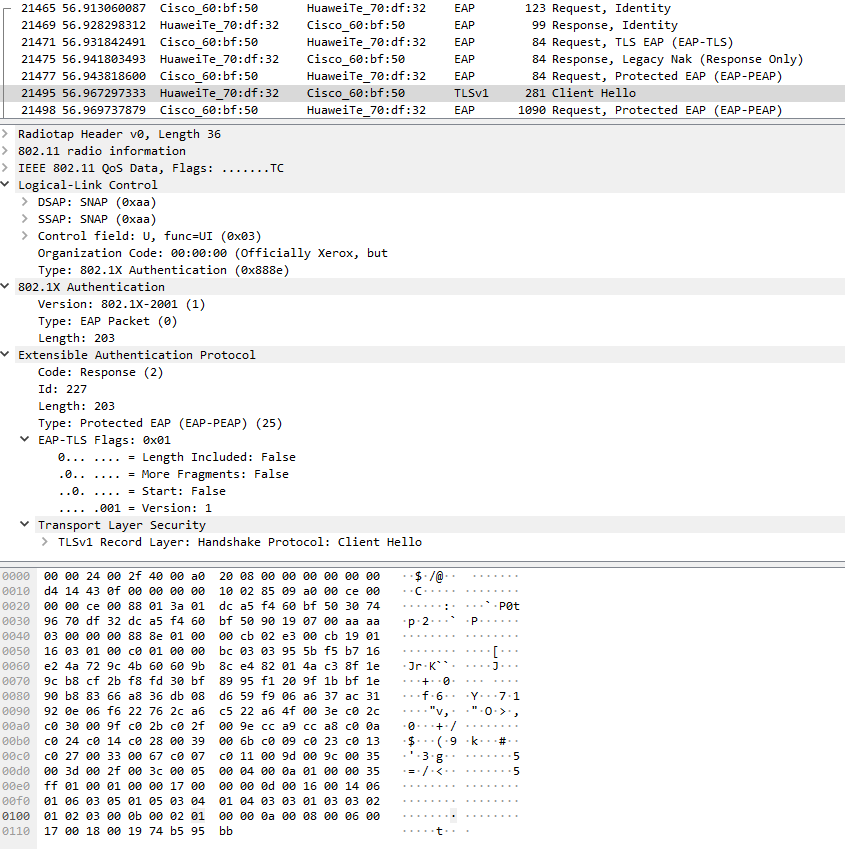 21465 56.913060087 Cisco_60:bf:50 HuaweiTe_70:df:32 EAP 123 Request, Identity
21469 56.928298312 HuaweiTe_70:df:32 Cisco_60:bf:50 EAP 99 Response, Identity
21471 56.931842491 Cisco_60:bf:50 HuaweiTe_70:df:32 EAP 84 Request, TLS EAP (EAP-TLS)
21475 56.941803493 HuaweiTe_70:df:32 Cisco_60:bf:50 EAP 84 Response, Legacy Nak (Response Only)
21477 56.943818600 Cisco_60:bf:50 HuaweiTe_70:df:32 EAP 84 Request, Protected EAP (EAP-PEAP)
21495 56.967297333 HuaweiTe_70:df:32 Cisco_60:bf:50 TLSv1 281 Client Hello
21498 56.969737879 Cisco_60:bf:50 HuaweiTe_70:df:32 EAP 1090 Request, Protected EAP (EAP-PEAP)
Radiotap Header v0, Length 36
802.11 radio information
IEEE 802.11 QoS Data, Flags: .......TC
Logical-Link Control
DSAP: SNAP (0xaa)
SSAP: SNAP (0xaa)
Control field: U, func=UI (0x03)
Organization Code: 00:00:00 (Officially Xerox, but
Type: 802.1X Authentication (0x888e)
802.1X Authentication
Version: 802.1X-2001 (1)
Type: EAP Packet (0)
Length: 203
Extensible Authentication Protocol
Code: Response (2)
Id: 227
Length: 203
Type: Protected EAP (EAP-PEAP) (25)
EAP-TLS Flags: 0x01
0... .... = Length Included: False
.0.. .... = More Fragments: False
..0. .... = Start: False
.... .001 = Version: 1
Transport Layer Security
TLSv1 Record Layer: Handshake Protocol: Client Hello
0000 00 00 24 00 2f 40 00 a0 20 08 00 00 00 00 00 00 ··$·/@·· ········
0010 d4 14 43 0f 00 00 00 00 10 02 85 09 a0 00 ce 00 ··C····· ········
0020 00 00 ce 00 88 01 3a 01 dc a5 f4 60 bf 50 30 74 ······:· ···`·P0t
0030 96 70 df 32 dc a5 f4 60 bf 50 90 19 07 00 aa aa ·p·2···` ·P······
0040 03 00 00 00 88 8e 01 00 00 cb 02 e3 00 cb 19 01 ········ ········
0050 16 03 01 00 c0 01 00 00 bc 03 03 95 5b f5 b7 16 ········ ····[···
0060 e2 4a 72 9c 4b 60 60 9b 8c e4 82 01 4a c3 8f 1e ·Jr·K``· ····J···
0070 9c b8 cf 2b f8 fd 30 bf 89 95 f1 20 9f 1b bf 1e ···+··0· ··· ····
0080 90 b8 83 66 a8 36 db 08 d6 59 f9 06 a6 37 ac 31 ···f·6·· ·Y···7·1
0090 92 0e 06 f6 22 76 2c a6 c5 22 a6 4f 00 3e c0 2c ····"v,· ·"·O·>·,
00a0 c0 30 00 9f c0 2b c0 2f 00 9e cc a9 cc a8 c0 0a ·0···+·/ ········
00b0 c0 24 c0 14 c0 28 00 39 00 6b c0 09 c0 23 c0 13 ·$···(·9 ·k···#··
00c0 c0 27 00 33 00 67 c0 07 c0 11 00 9d 00 9c 00 35 ·'·3·g·· ·······5
00d0 00 3d 00 2f 00 3c 00 05 00 04 00 0a 01 00 00 35 ·=·/·<·· ·······5
00e0 ff 01 00 01 00 00 17 00 00 00 0d 00 16 00 14 06 ········ ········
00f0 01 06 03 05 01 05 03 04 01 04 03 03 01 03 03 02 ········ ········
0100 01 02 03 00 0b 00 02 01 00 00 0a 00 08 00 06 00 ········ ········
0110 17 00 18 00 19 74 b5 95 bb ·····t·· ·